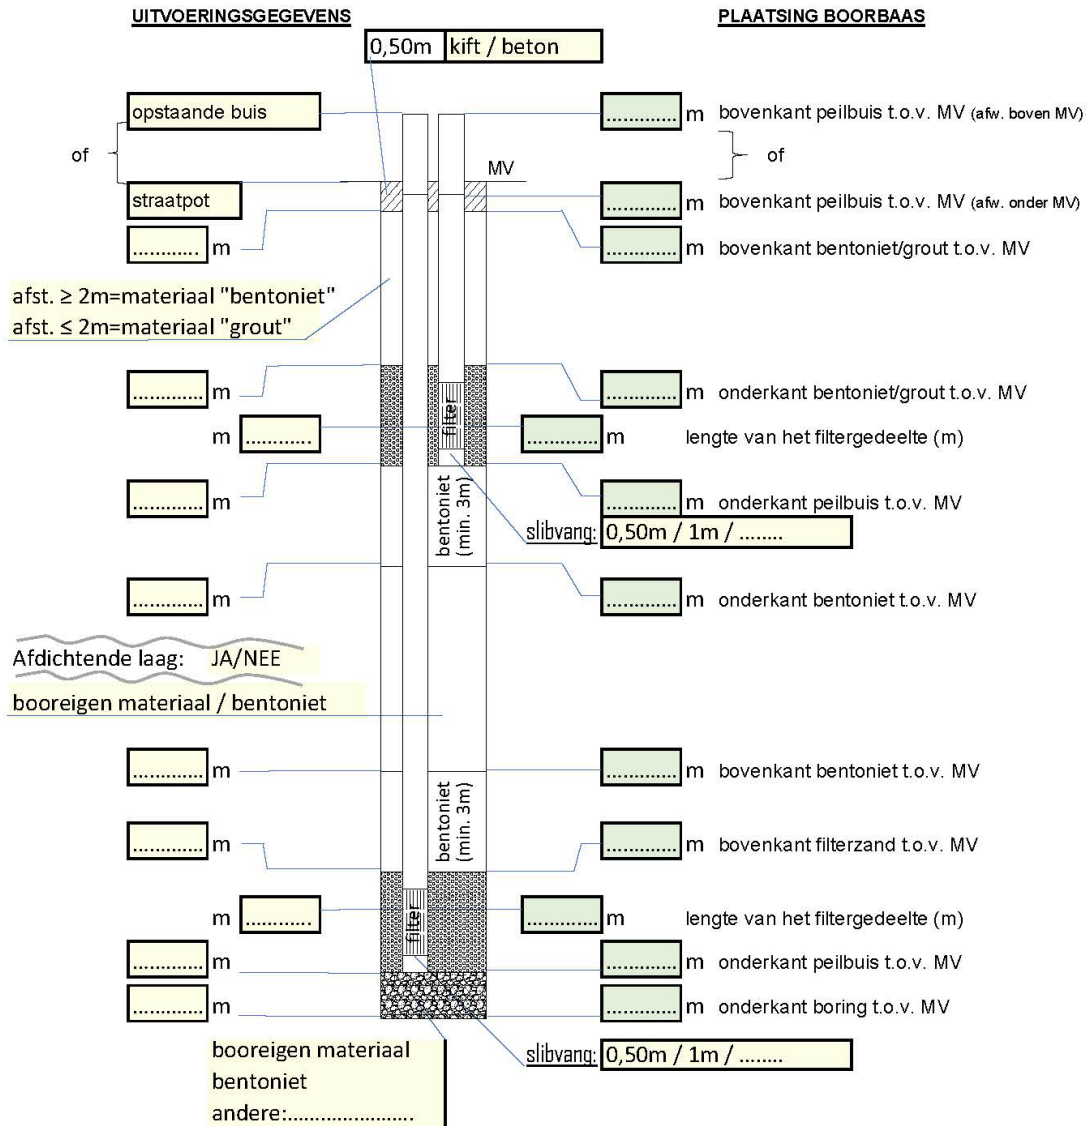 UITVOERINGSGEGEVENS PLAATSING BOORBAAS
0,50m kift / beton
opstaande buis ............ m bovenkant peilbuis t.o.v. MV (afw. boven MV)
of of
MV
straatpot ............ m bovenkant peilbuis t.o.v. MV (afw. onder MV)
............ m ............ m bovenkant bentoniet/grout t.o.v. MV
afst. ≥ 2m=materiaal "bentoniet"
afst. ≤ 2m=materiaal "grout"
............ m ............ m onderkant bentoniet/grout t.o.v. MV
m ............ filter ............ m lengte van het filtergedeelte (m)
............ m ............ m onderkant peilbuis t.o.v. MV
bentoniet
(min. 3m)
slibvang: 0,50m / 1m / ........
............ m ............ m onderkant bentoniet t.o.v. MV
Afdichtende laag: JA/NEE
booreigen materiaal / bentoniet
............ m ............ m bovenkant bentoniet t.o.v. MV
bentoniet
(min. 3m)
............ m ............ m bovenkant filterzand t.o.v. MV
m ............ filter ............ m lengte van het filtergedeelte (m)
............ m ............ m onderkant peilbuis t.o.v. MV
............ m ............ m onderkant boring t.o.v. MV
booreigen materiaal slibvang: 0,50m / 1m / ........
bentoniet
andere:.......................